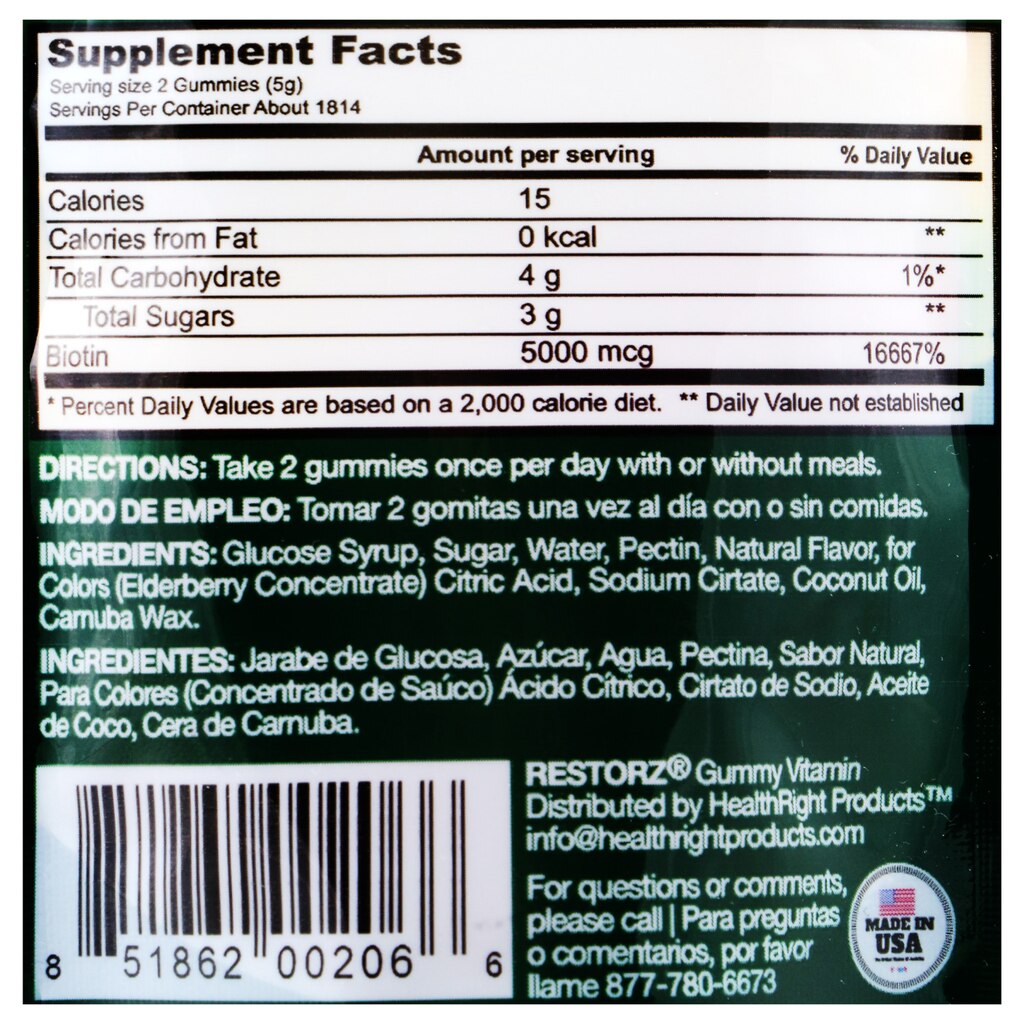 Supplement Facts
Serving size 2 Gummies (5g)
Servings Per Container About 1814
Amount per serving % Daily Value
Calories 15
Calories from Fat 0 kcal **
Total Carbohydrate 4 g 1%*
Total Sugars 3 g **
Biotin 5000 mcg 16667%
* Percent Daily Values are based on a 2,000 calorie diet. ** Daily Value not established
DIRECTIONS: Take 2 gummies once per day with or without meals.
MODO DE EMPLEO: Tomar 2 gomitas una vez al día con o sin comidas.
INGREDIENTS: Glucose Syrup, Sugar, Water, Pectin, Natural Flavor, for
Colors (Elderberry Concentrate) Citric Acid, Sodium Cirtate, Coconut Oil,
Carnuba Wax.
INGREDIENTES: Jarabe de Glucosa, Azúcar, Agua, Pectina, Sabor Natural,
Para Colores (Concentrado de Saúco) Ácido Cítrico, Cirtato de Sodio, Aceite
de Coco, Cera de Carnuba.
RESTORZ® Gummy Vitamin
Distributed by HealthRight Products™
info@healthrightproducts.com
For questions or comments,
please call | Para preguntas
o comentarios, por favor
llame 877-780-6673
MADE IN
USA
8 51862 00206 6